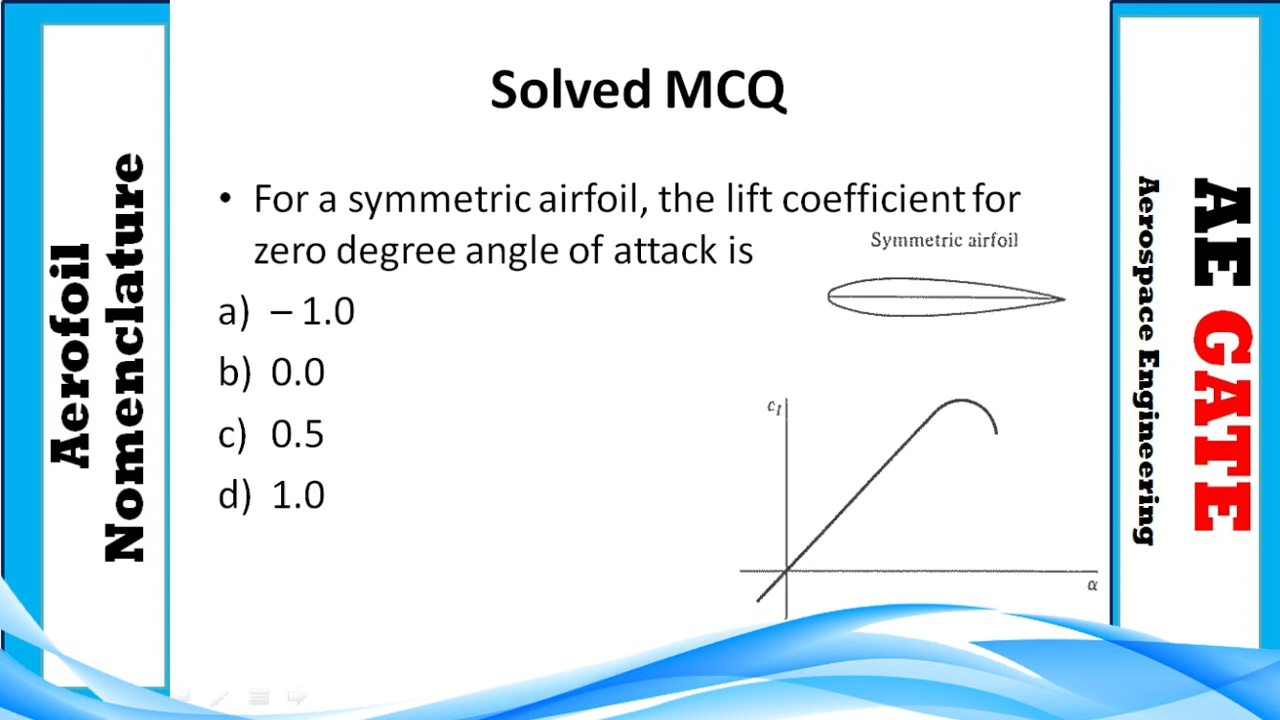 Aerofoil
Nomenclature
Solved MCQ
• For a symmetric airfoil, the lift coefficient for
zero degree angle of attack is
a) – 1.0
b) 0.0
c) 0.5
d) 1.0
Symmetric airfoil
cl
α
AE GATE
Aerospace Engineering